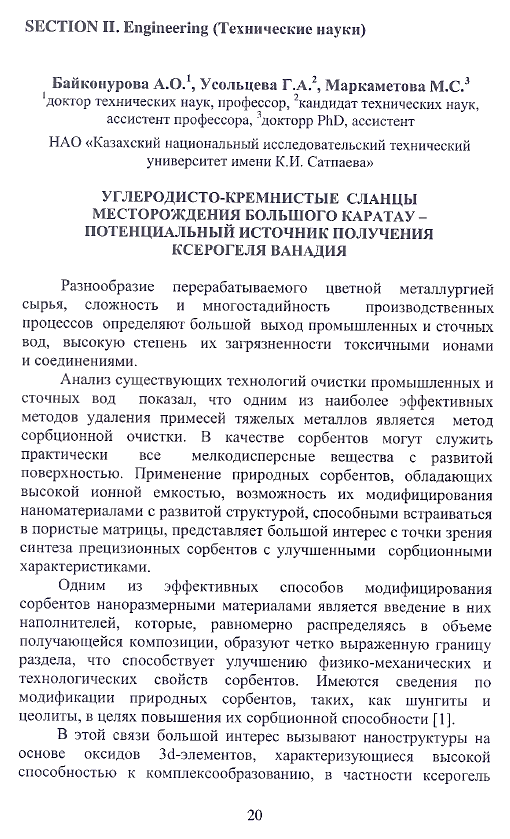 SECTION II. Engineering (Технические науки)
Байконурова А.О.¹, Усольцева Г.А.², Маркаметова М.С.³
¹доктор технических наук, профессор, ²кандидат технических наук,
ассистент профессора, ³докторр PhD, ассистент
НАО «Казахский национальный исследовательский технический
университет имени К.И. Сатпаева»
УГЛЕРОДИСТО-КРЕМНИСТЫЕ СЛАНЦЫ
МЕСТОРОЖДЕНИЯ БОЛЬШОГО КАРАТАУ –
ПОТЕНЦИАЛЬНЫЙ ИСТОЧНИК ПОЛУЧЕНИЯ
КСЕРОГЕЛЯ ВАНАДИЯ
Разнообразие перерабатываемого цветной металлургией
сырья, сложность и многостадийность производственных
процессов определяют большой выход промышленных и сточных
вод, высокую степень их загрязненности токсичными ионами
и соединениями.
Анализ существующих технологий очистки промышленных и
сточных вод показал, что одним из наиболее эффективных
методов удаления примесей тяжелых металлов является метод
сорбционной очистки. В качестве сорбентов могут служить
практически все мелкодисперсные вещества с развитой
поверхностью. Применение природных сорбентов, обладающих
высокой ионной емкостью, возможность их модифицирования
наноматериалами с развитой структурой, способными встраиваться
в пористые матрицы, представляет большой интерес с точки зрения
синтеза прецизионных сорбентов с улучшенными сорбционными
характеристиками.
Одним из эффективных способов модифицирования
сорбентов наноразмерными материалами является введение в них
наполнителей, которые, равномерно распределяясь в объеме
получающейся композиции, образуют четко выраженную границу
раздела, что способствует улучшению физико-механических и
технологических свойств сорбентов. Имеются сведения по
модификации природных сорбентов, таких, как шунгиты и
цеолиты, в целях повышения их сорбционной способности [1].
В этой связи большой интерес вызывают наноструктуры на
основе оксидов 3d-элементов, характеризующиеся высокой
способностью к комплексообразованию, в частности ксерогель
20